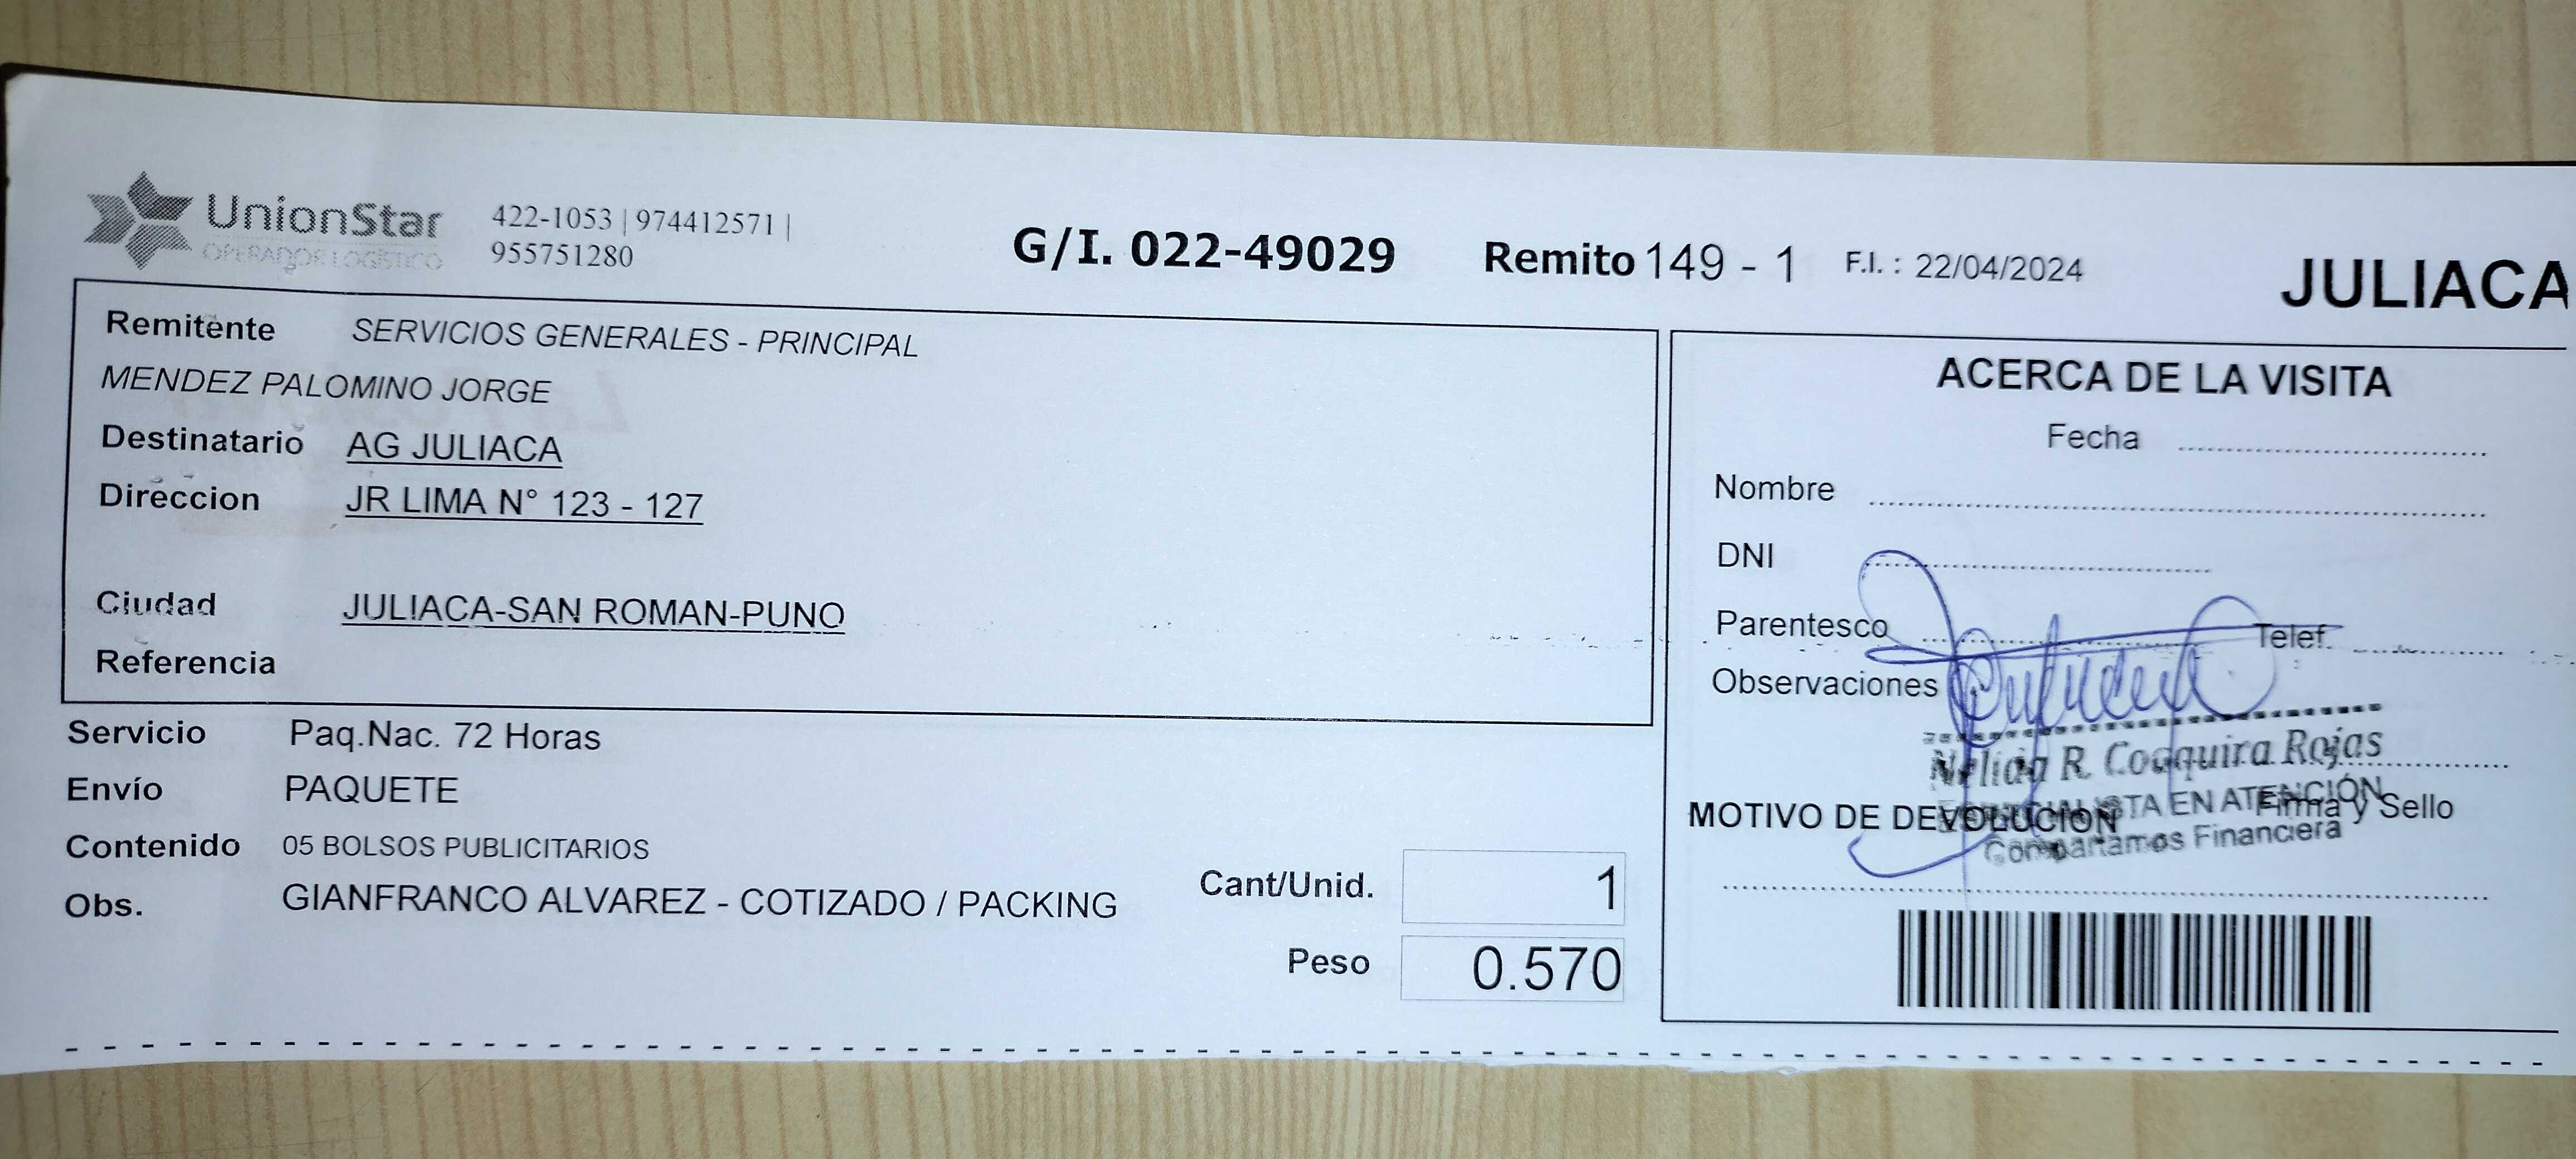 UnionStar
OPERADOR LOGÍSTICO
422-1053 | 974412571 |
955751280
G/I. 022-49029
Remito 149 - 1
F.I. : 22/04/2024
JULIACA
Remitente SERVICIOS GENERALES - PRINCIPAL
MENDEZ PALOMINO JORGE
Destinatario AG JULIACA
Direccion JR LIMA N° 123 - 127
Ciudad JULIACA-SAN ROMAN-PUNO
Referencia
Servicio Paq.Nac. 72 Horas
Envío PAQUETE
Contenido 05 BOLSOS PUBLICITARIOS
Obs. GIANFRANCO ALVAREZ - COTIZADO / PACKING
Cant/Unid. 1
Peso 0.570
ACERCA DE LA VISITA
Fecha
Nombre
DNI
Parentesco Telef.
Observaciones
Nelida R. Coaquira Rojas
ESPECIALISTA EN ATENCIÓN
Compartamos Financiera
MOTIVO DE DEVOLUCION Firma y Sello